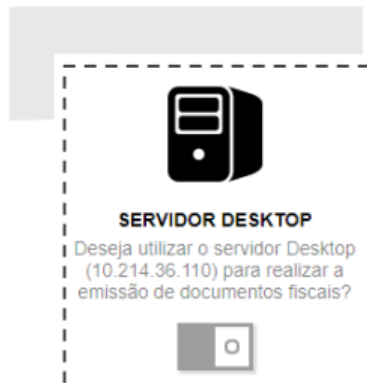 SERVIDOR DESKTOP
Deseja utilizar o servidor Desktop
(10.214.36.110) para realizar a
emissão de documentos fiscais?